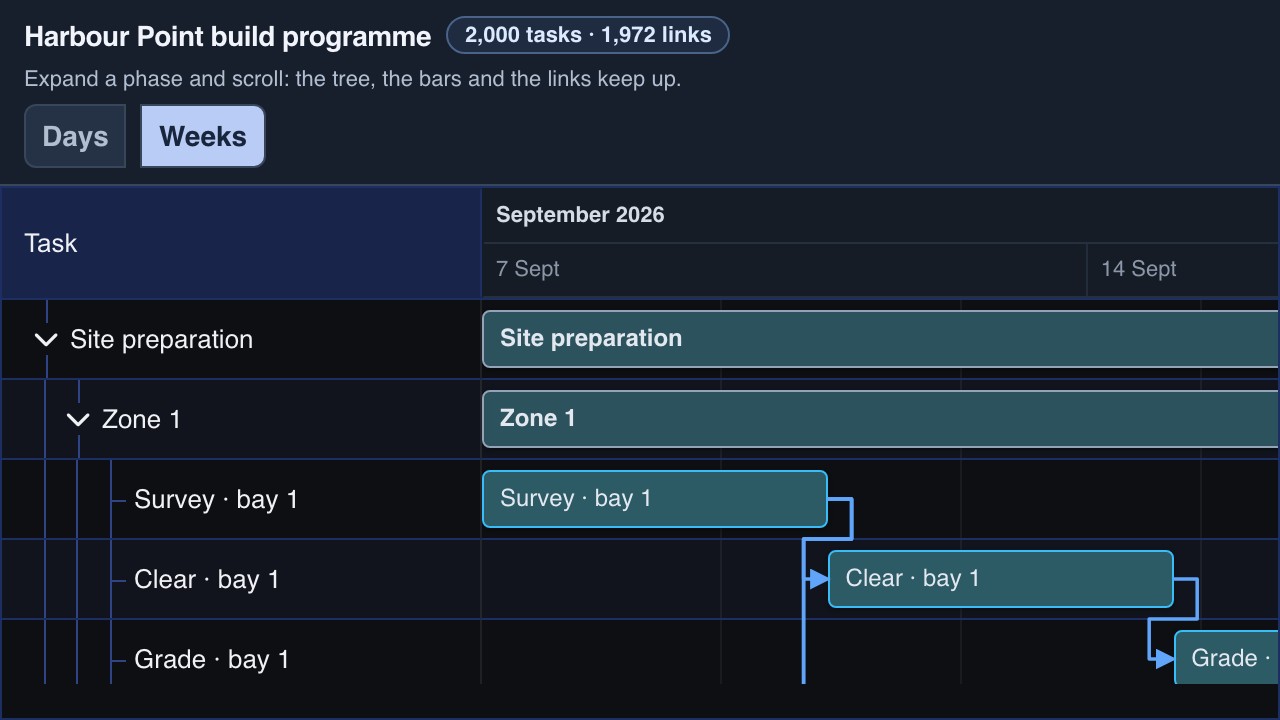 Harbour Point build programme
2,000 tasks · 1,972 links
Expand a phase and scroll: the tree, the bars and the links keep up.
Days
Weeks
Task
September 2026
7 Sept
14 Sept
Site preparation
Site preparation
Zone 1
Zone 1
Survey · bay 1
Survey · bay 1
Clear · bay 1
Clear · bay 1
Grade · bay 1
Grade ·